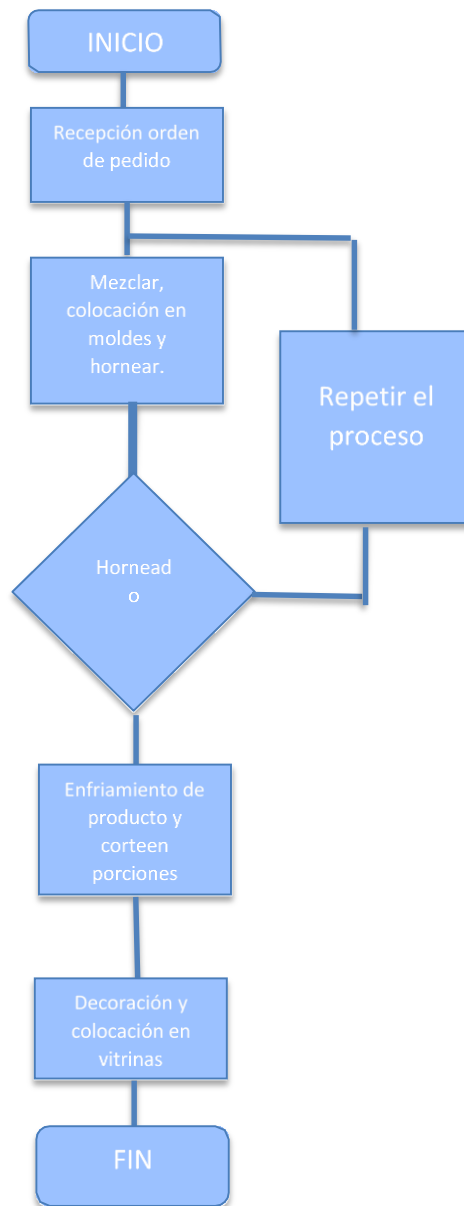 INICIO
Recepción orden
de pedido
Mezclar,
colocación en
moldes y
hornear.
Repetir el
proceso
Hornead
o
Enfriamiento de
producto y
corteen
porciones
Decoración y
colocación en
vitrinas
FIN